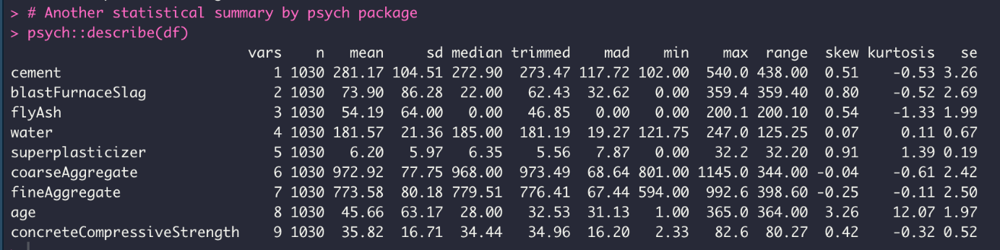 > # Another statistical summary by psych package
> psych::describe(df)
vars n mean sd median trimmed mad min max range skew kurtosis se
cement 1 1030 281.17 104.51 272.90 273.47 117.72 102.00 540.0 438.00 0.51 -0.53 3.26
blastFurnaceSlag 2 1030 73.90 86.28 22.00 62.43 32.62 0.00 359.4 359.40 0.80 -0.52 2.69
flyAsh 3 1030 54.19 64.00 0.00 46.85 0.00 0.00 200.1 200.10 0.54 -1.33 1.99
water 4 1030 181.57 21.36 185.00 181.19 19.27 121.75 247.0 125.25 0.07 0.11 0.67
superplasticizer 5 1030 6.20 5.97 6.35 5.56 7.87 0.00 32.2 32.20 0.91 1.39 0.19
coarseAggregate 6 1030 972.92 77.75 968.00 973.49 68.64 801.00 1145.0 344.00 -0.04 -0.61 2.42
fineAggregate 7 1030 773.58 80.18 779.51 776.41 67.44 594.00 992.6 398.60 -0.25 -0.11 2.50
age 8 1030 45.66 63.17 28.00 32.53 31.13 1.00 365.0 364.00 3.26 12.07 1.97
concreteCompressiveStrength 9 1030 35.82 16.71 34.44 34.96 16.20 2.33 82.6 80.27 0.42 -0.32 0.52